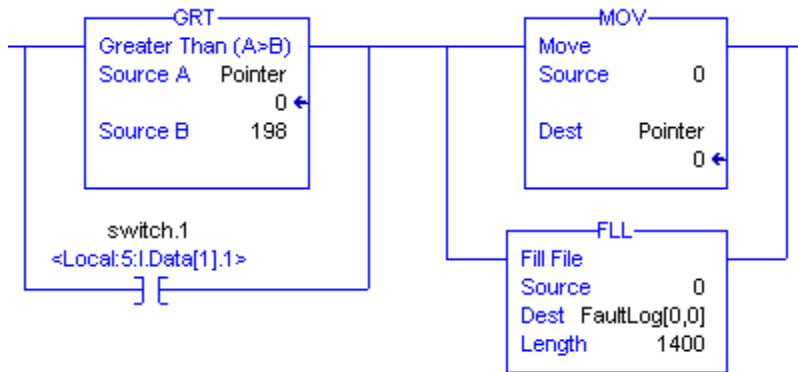 GRT
Greater Than (A>B)
Source A Pointer
0
Source B 198
switch.1
<Local:5:I.Data[1].1>
MOV
Move
Source 0
Dest Pointer
0
FLL
Fill File
Source 0
Dest FaultLog[0,0]
Length 1400